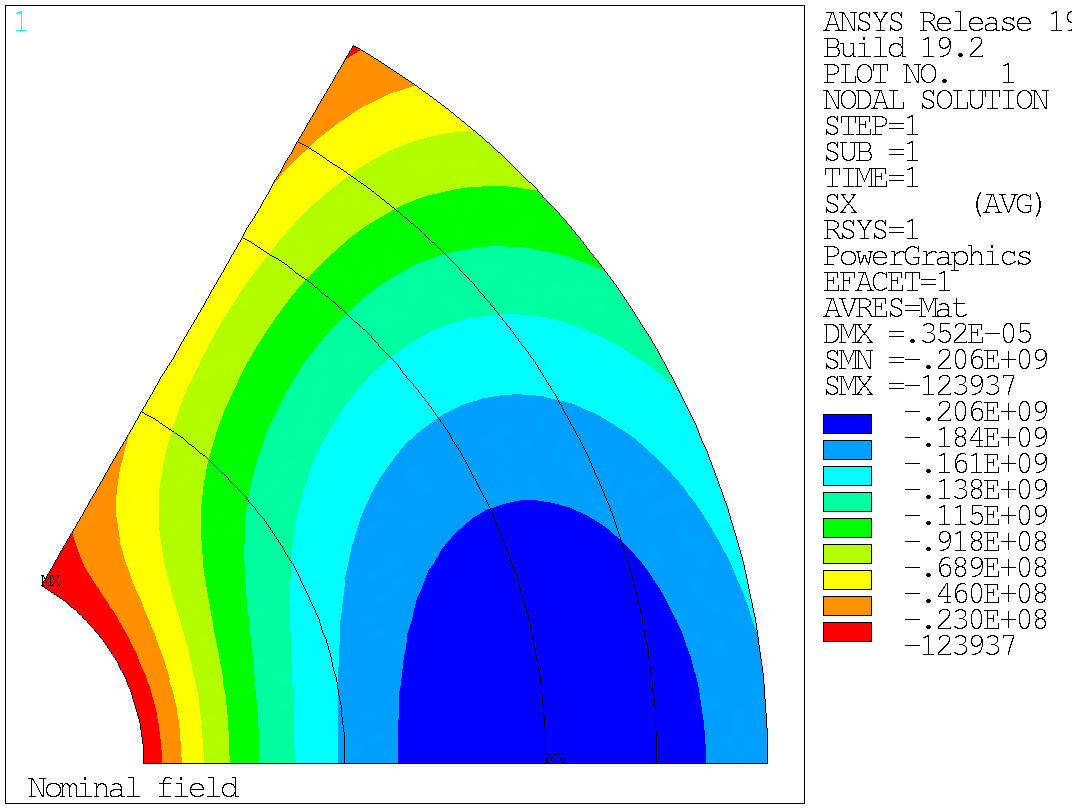 1
ANSYS Release 19
Build 19.2
PLOT NO. 1
NODAL SOLUTION
STEP=1
SUB =1
TIME=1
SX (AVG)
RSYS=1
PowerGraphics
EFACET=1
AVRES=Mat
DMX =.352E-05
SMN =-.206E+09
SMX =-123937
-.206E+09
-.184E+09
-.161E+09
-.138E+09
-.115E+09
-.918E+08
-.689E+08
-.460E+08
-.230E+08
-123937
MX
MN
Nominal field